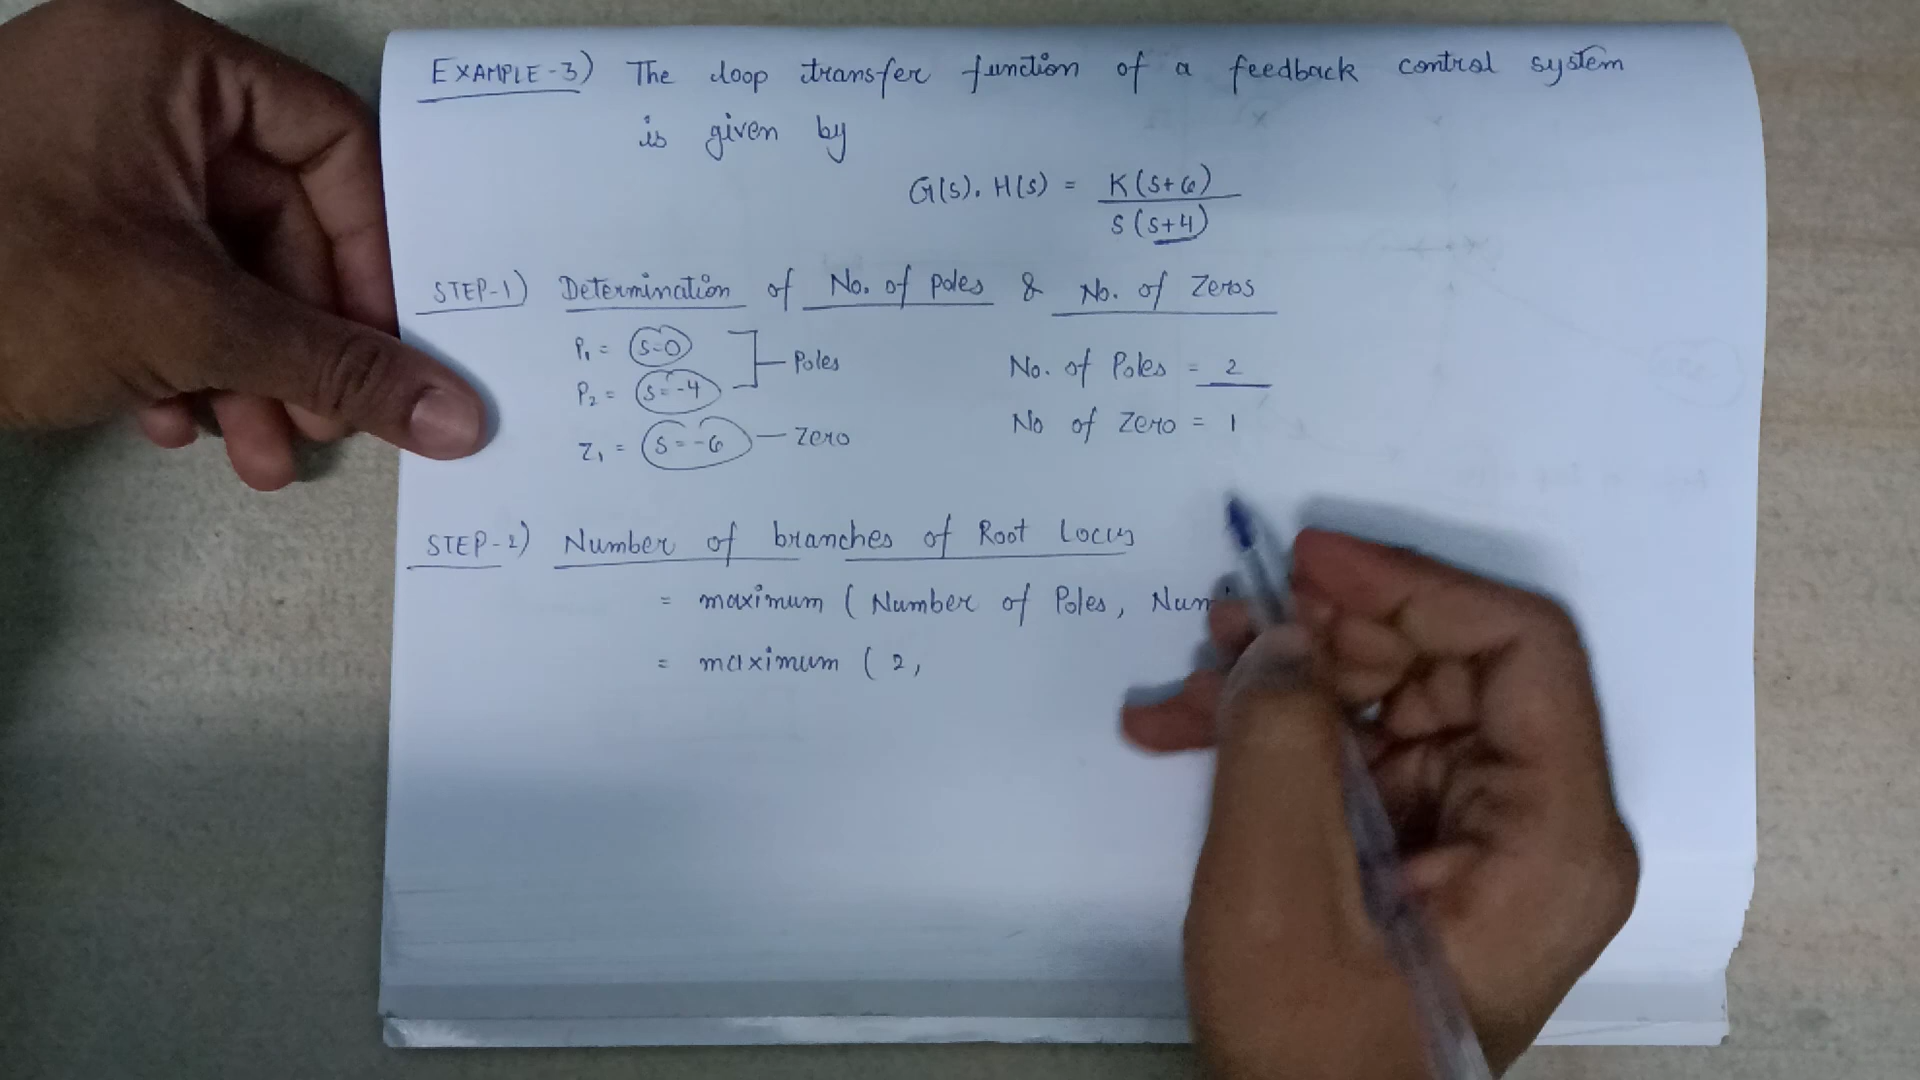 EXAMPLE-3) The loop transfer function of a feedback control system
is given by
G(s). H(s) = K(s+6)
s(s+4)
STEP-1) Determination of No. of poles & No. of Zeros
P₁ = s=0
P₂ = s=-4
Poles
Z₁ = s=-6 — Zero
No. of Poles = 2
No of Zero = 1
STEP-2) Number of branches of Root Locus
= maximum ( Number of Poles, Num
= maximum ( 2,